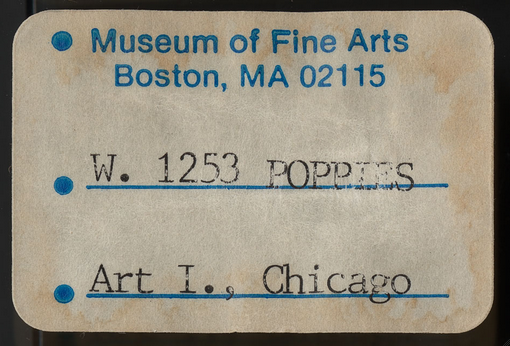 Museum of Fine Arts
Boston, MA 02115
W. 1253 POPPIES
Art I., Chicago